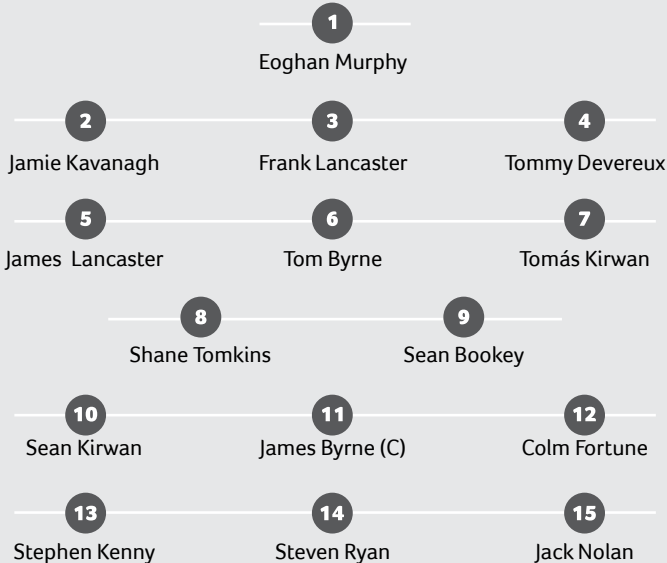 1
Eoghan Murphy
2 3 4
Jamie Kavanagh Frank Lancaster Tommy Devereux
5 6 7
James Lancaster Tom Byrne Tomás Kirwan
8 9
Shane Tomkins Sean Bookey
10 11 12
Sean Kirwan James Byrne (C) Colm Fortune
13 14 15
Stephen Kenny Steven Ryan Jack Nolan